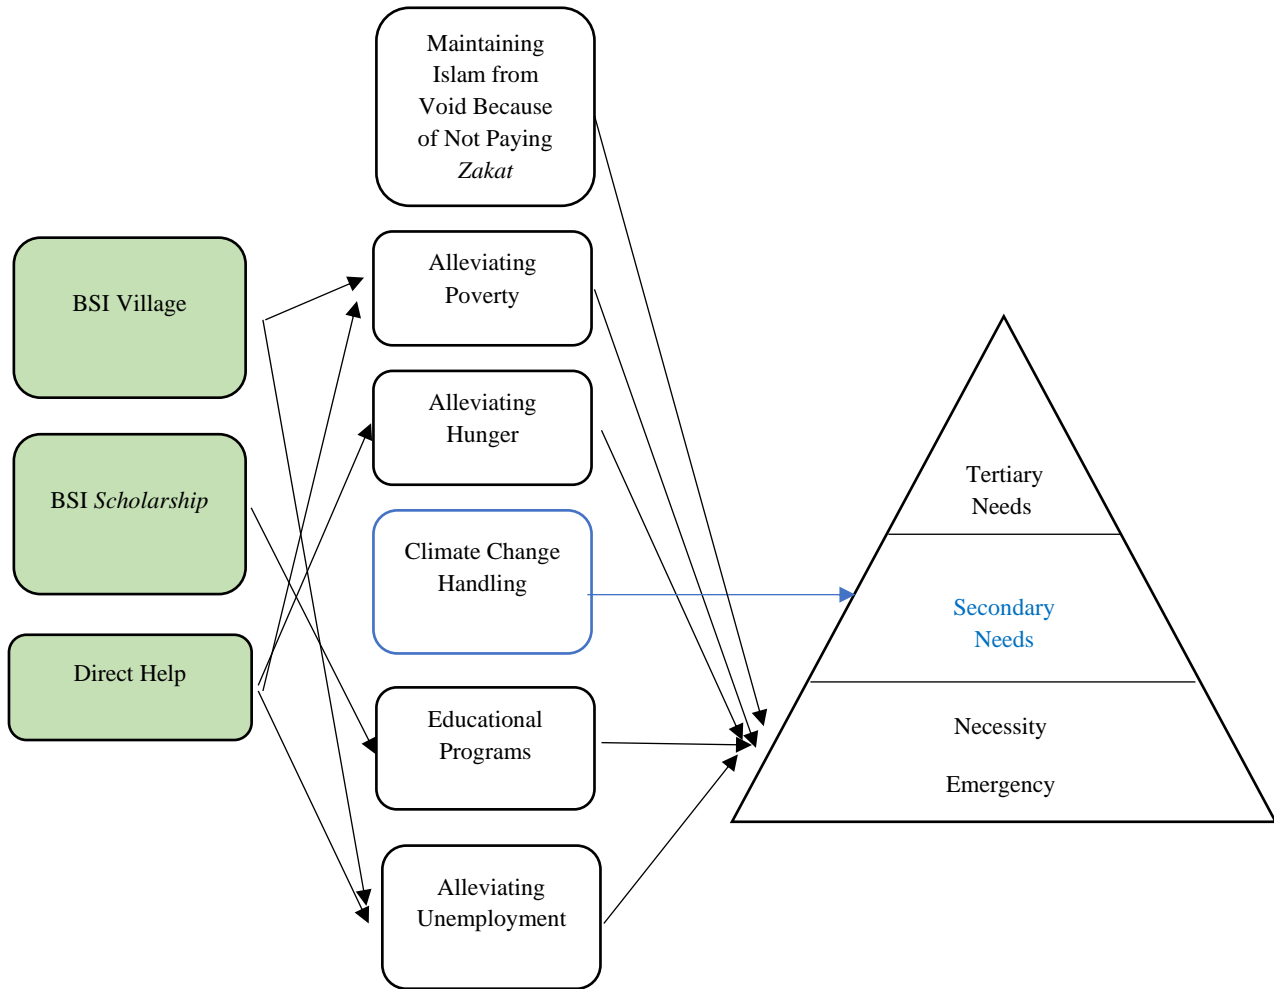 BSI Village
BSI Scholarship
Direct Help
Maintaining
Islam from
Void Because
of Not Paying
Zakat
Alleviating
Poverty
Alleviating
Hunger
Climate Change
Handling
Educational
Programs
Alleviating
Unemployment
Tertiary
Needs
Secondary
Needs
Necessity
Emergency